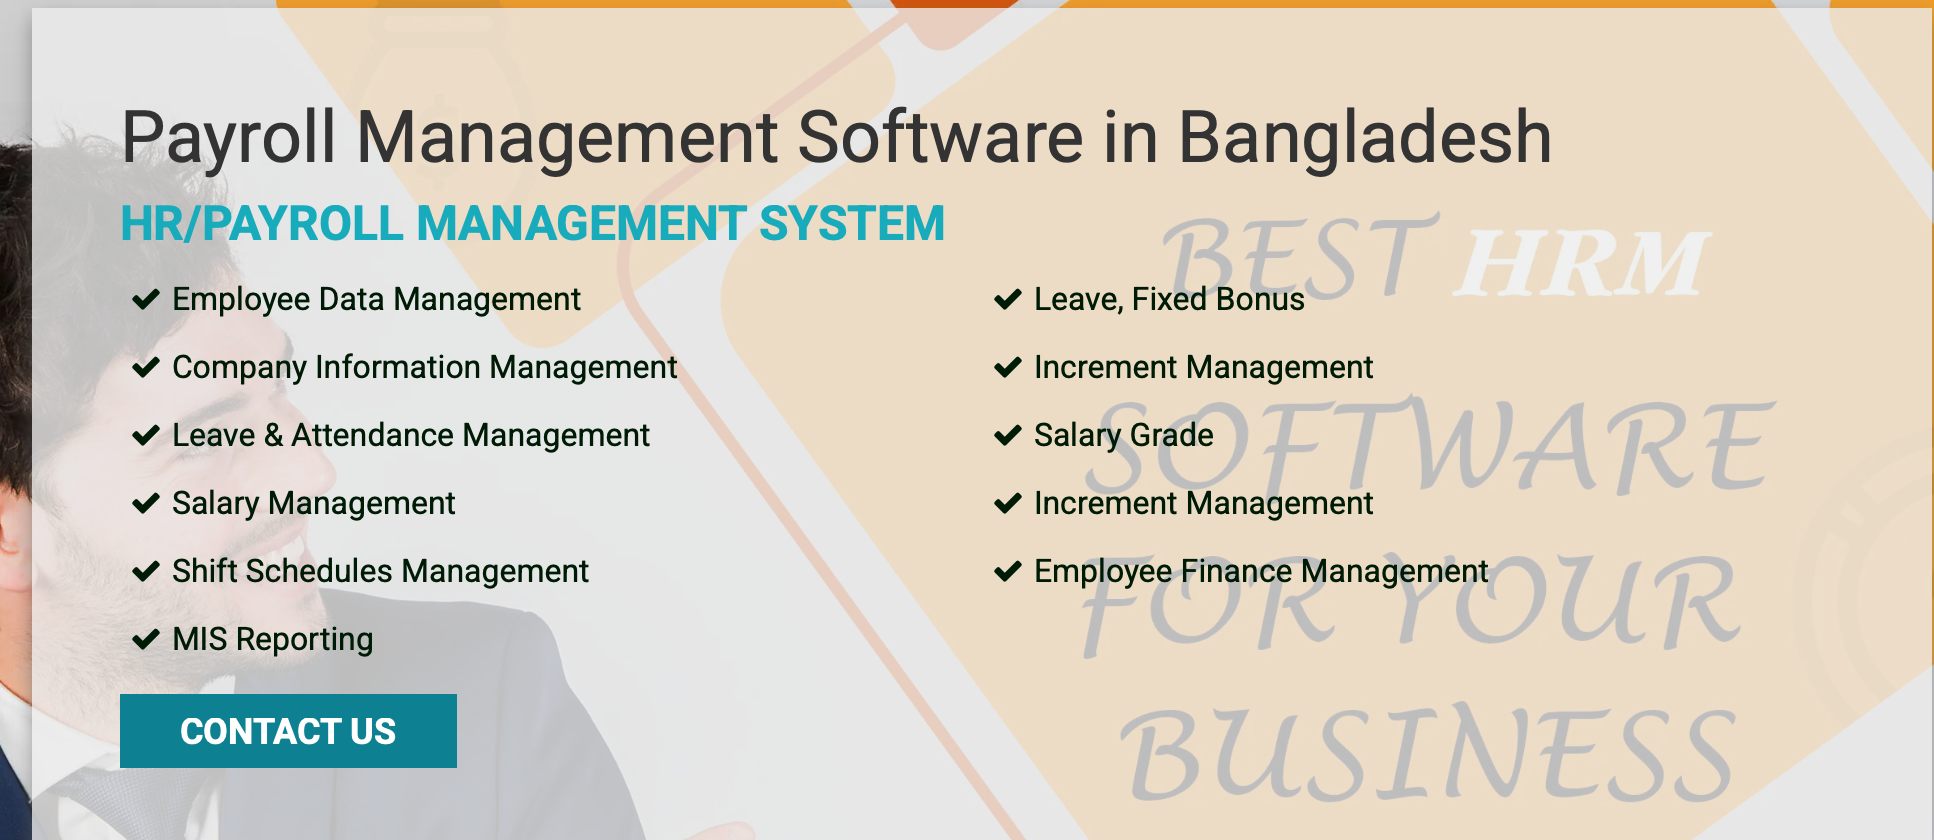 Payroll Management Software in Bangladesh
HR/PAYROLL MANAGEMENT SYSTEM
Employee Data Management
Company Information Management
Leave & Attendance Management
Salary Management
Shift Schedules Management
MIS Reporting
Leave, Fixed Bonus
Increment Management
Salary Grade
Increment Management
Employee Finance Management
CONTACT US
BEST HRM
SOFTWARE
FOR YOUR
BUSINESS